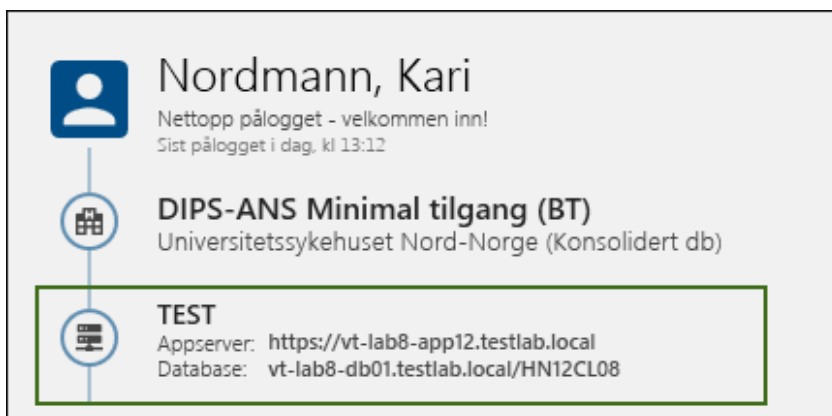 Nordmann, Kari
Nettopp pålogget - velkommen inn!
Sist pålogget i dag, kl 13:12
DIPS-ANS Minimal tilgang (BT)
Universitetssykehuset Nord-Norge (Konsolidert db)
TEST
Appserver: https://vt-lab8-app12.testlab.local
Database: vt-lab8-db01.testlab.local/HN12CL08